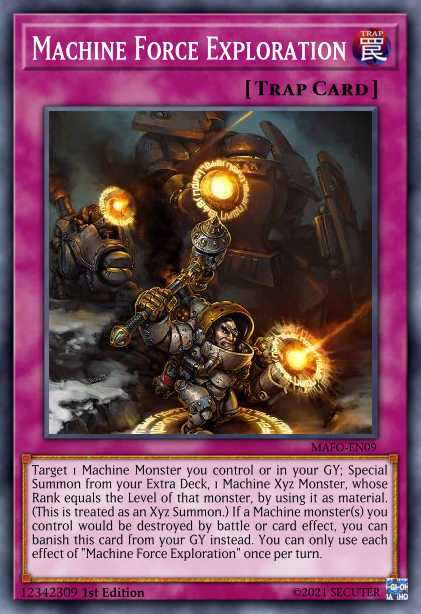 MACHINE FORCE EXPLORATION
TRAP
罠
[TRAP CARD]
MAFO-EN09
Target 1 Machine Monster you control or in your GY; Special
Summon from your Extra Deck, 1 Machine Xyz Monster, whose
Rank equals the Level of that monster, by using it as material.
(This is treated as an Xyz Summon.) If a Machine monster(s) you
control would be destroyed by battle or card effect, you can
banish this card from your GY instead. You can only use each
effect of "Machine Force Exploration" once per turn.
12342309 1st Edition
©2021 SECUTER